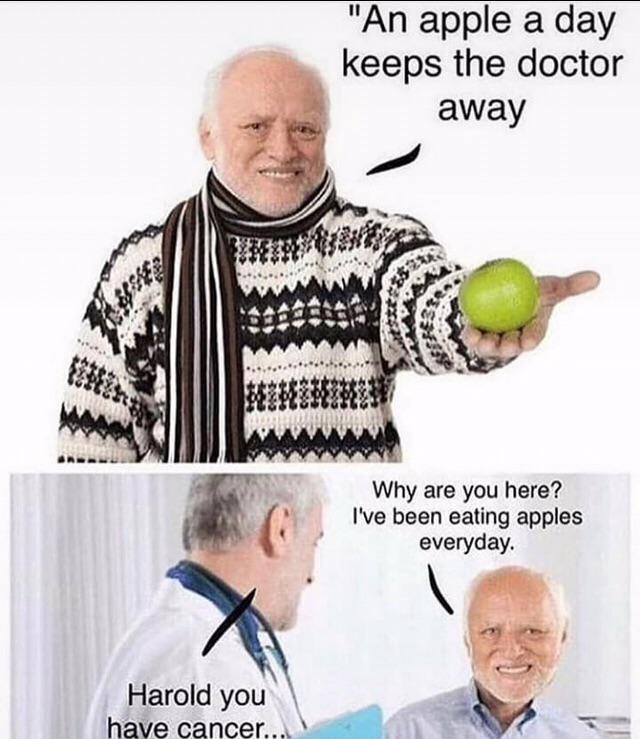 "An apple a day
keeps the doctor
away
Why are you here?
I've been eating apples
everyday.
Harold you
have cancer...